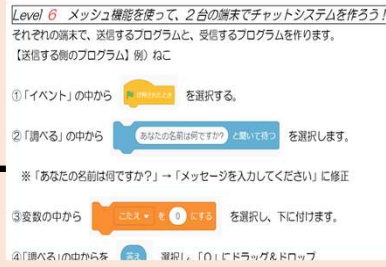 Level 6 メッシュ機能を使って、2台の端末でチャットシステムを作ろう!
それぞれの端末で、送信するプログラムと、受信するプログラムを作ります。
【送信する側のプログラム】例）ねこ
①「イベント」の中から が押されたとき を選択する。
②「調べる」の中から あなたの名前は何ですか? と聞いて待つ を選択します。
※「あなたの名前は何ですか?」→「メッセージを入力してください」に修正
③変数の中から こたえ ▼ を 0 にする を選択し、下に付けます。
④「調べる」の中からを 答え 選択し「0」にドラッグ&ドロップ